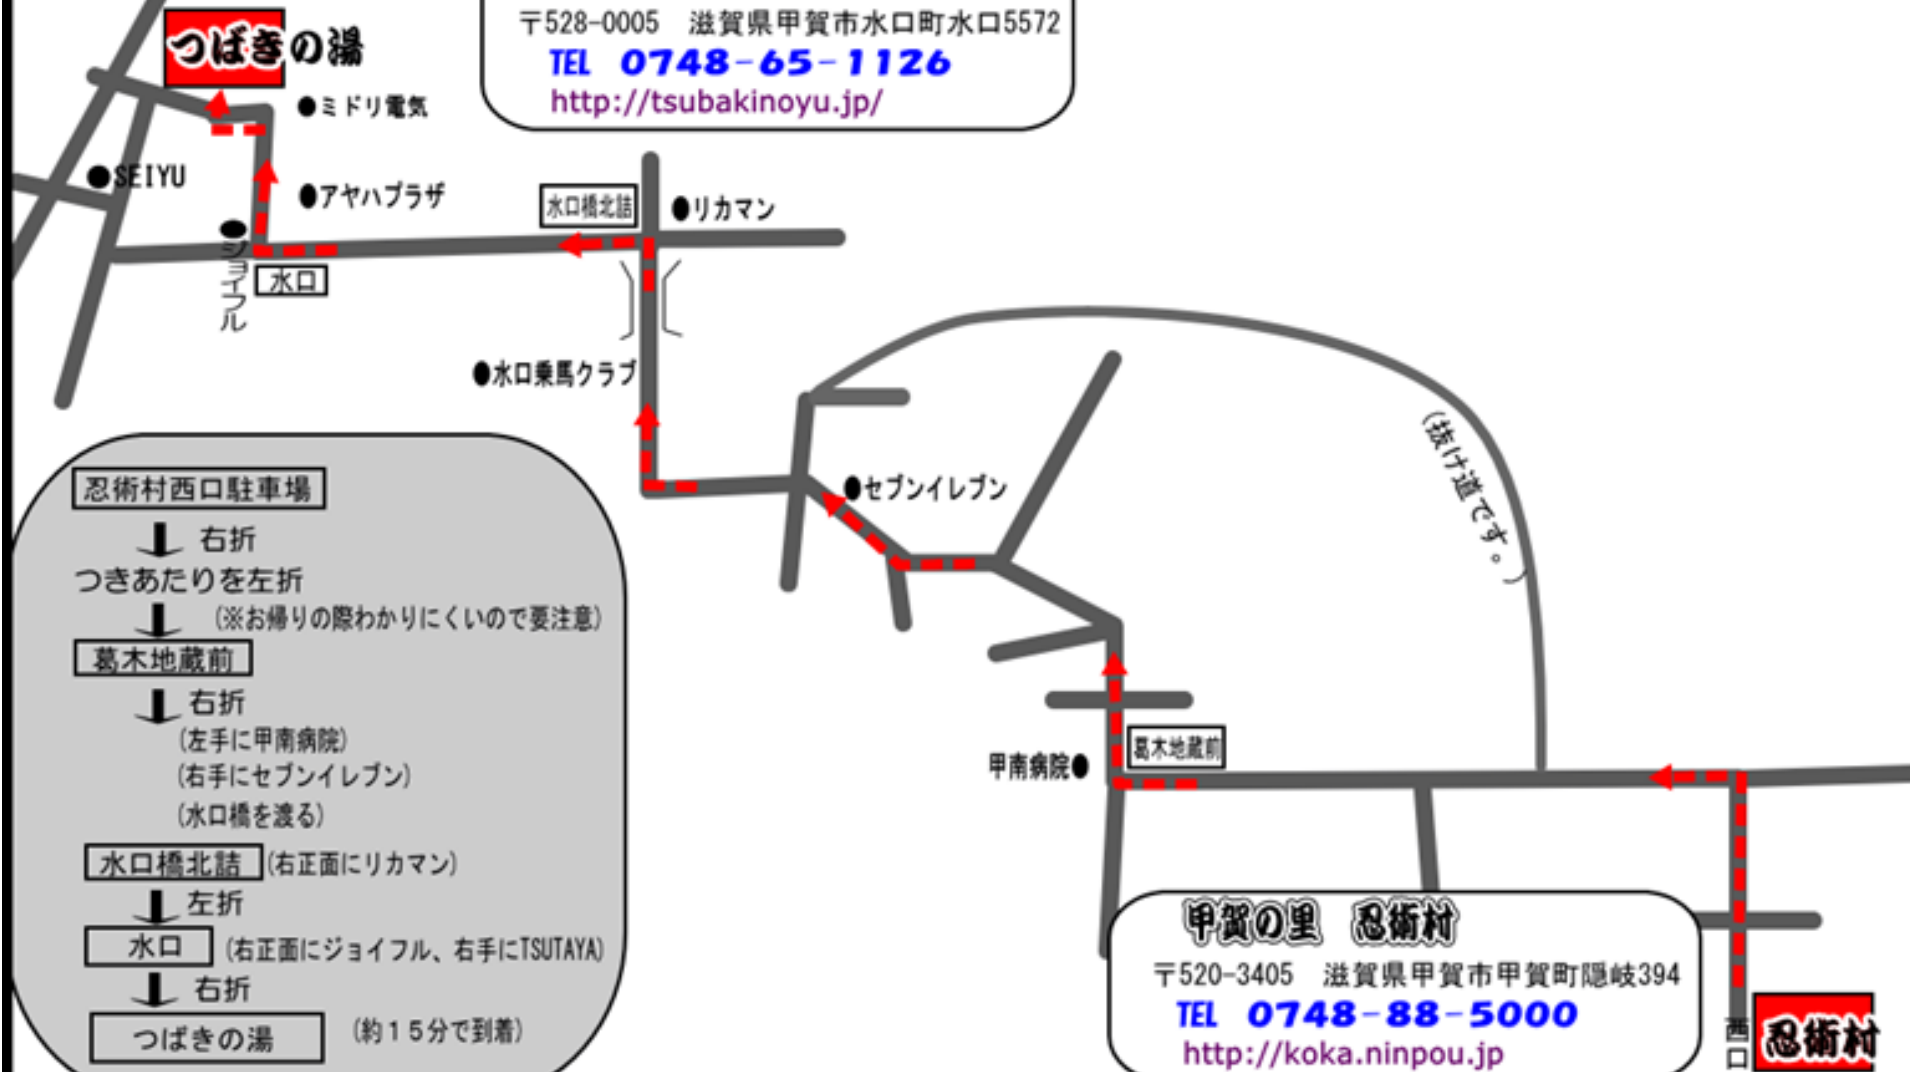 つばきの湯
〒528-0005　滋賀県甲賀市水口町水口5572
TEL 0748-65-1126
http://tsubakinoyu.jp/
●ミドリ電気
●SEIYU
●アヤハプラザ
水口橋北詰
●リカマン
●ジョイフル
水口
●水口乗馬クラブ
(抜け道です。)
●セブンイレブン
忍術村西口駐車場
右折
つきあたりを左折
(※お帰りの際わかりにくいので要注意)
葛木地蔵前
右折
(左手に甲南病院)
(右手にセブンイレブン)
(水口橋を渡る)
水口橋北詰 (右正面にリカマン)
左折
水口 (右正面にジョイフル、右手にTSUTAYA)
右折
つばきの湯 (約15分で到着)
葛木地蔵前
甲南病院●
甲賀の里　忍術村
〒520-3405　滋賀県甲賀市甲賀町隠岐394
TEL 0748-88-5000
http://koka.ninpou.jp
西口
忍術村